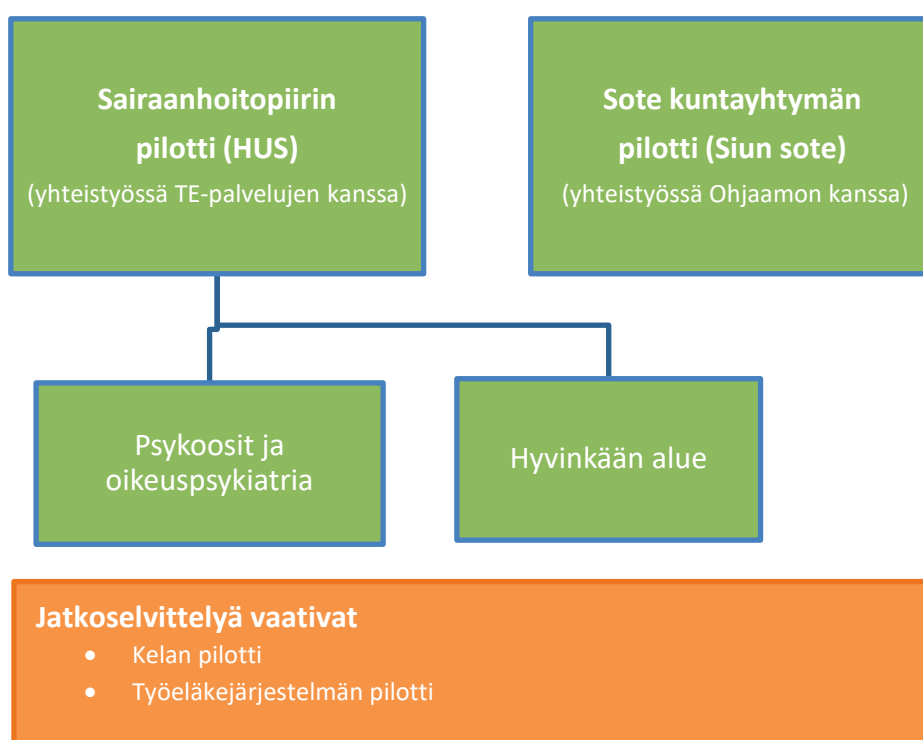 Sairaanhoitopiirin
pilotti (HUS)
(yhteistyössä TE-palvelujen kanssa)
Sote kuntayhtymän
pilotti (Siun sote)
(yhteistyössä Ohjaamon kanssa)
Psykoosit ja
oikeuspsykiatria
Hyvinkään alue
Jatkoselvittelyä vaativat
• Kelan pilotti
• Työeläkejärjestelmän pilotti